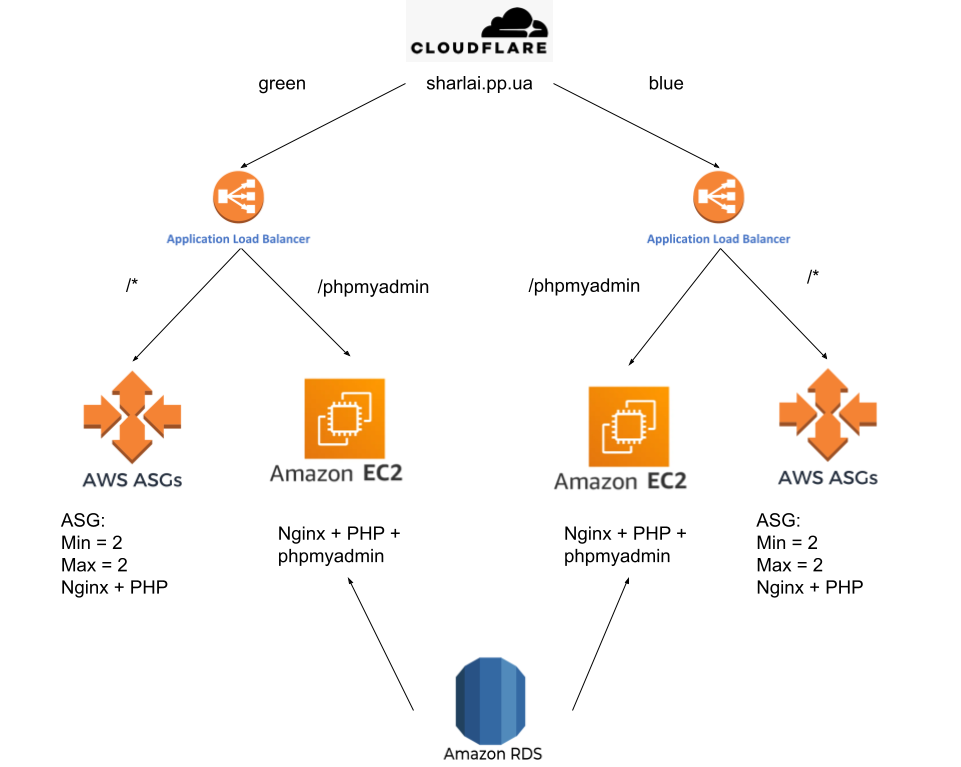 CLOUDFLARE
green
sharlai.pp.ua
blue
Application Load Balancer
Application Load Balancer
/*
/phpmyadmin
/phpmyadmin
/*
AWS ASGs
Amazon EC2
Amazon EC2
AWS ASGs
ASG:
Min = 2
Max = 2
Nginx + PHP
Nginx + PHP +
phpmyadmin
Nginx + PHP +
phpmyadmin
ASG:
Min = 2
Max = 2
Nginx + PHP
Amazon RDS